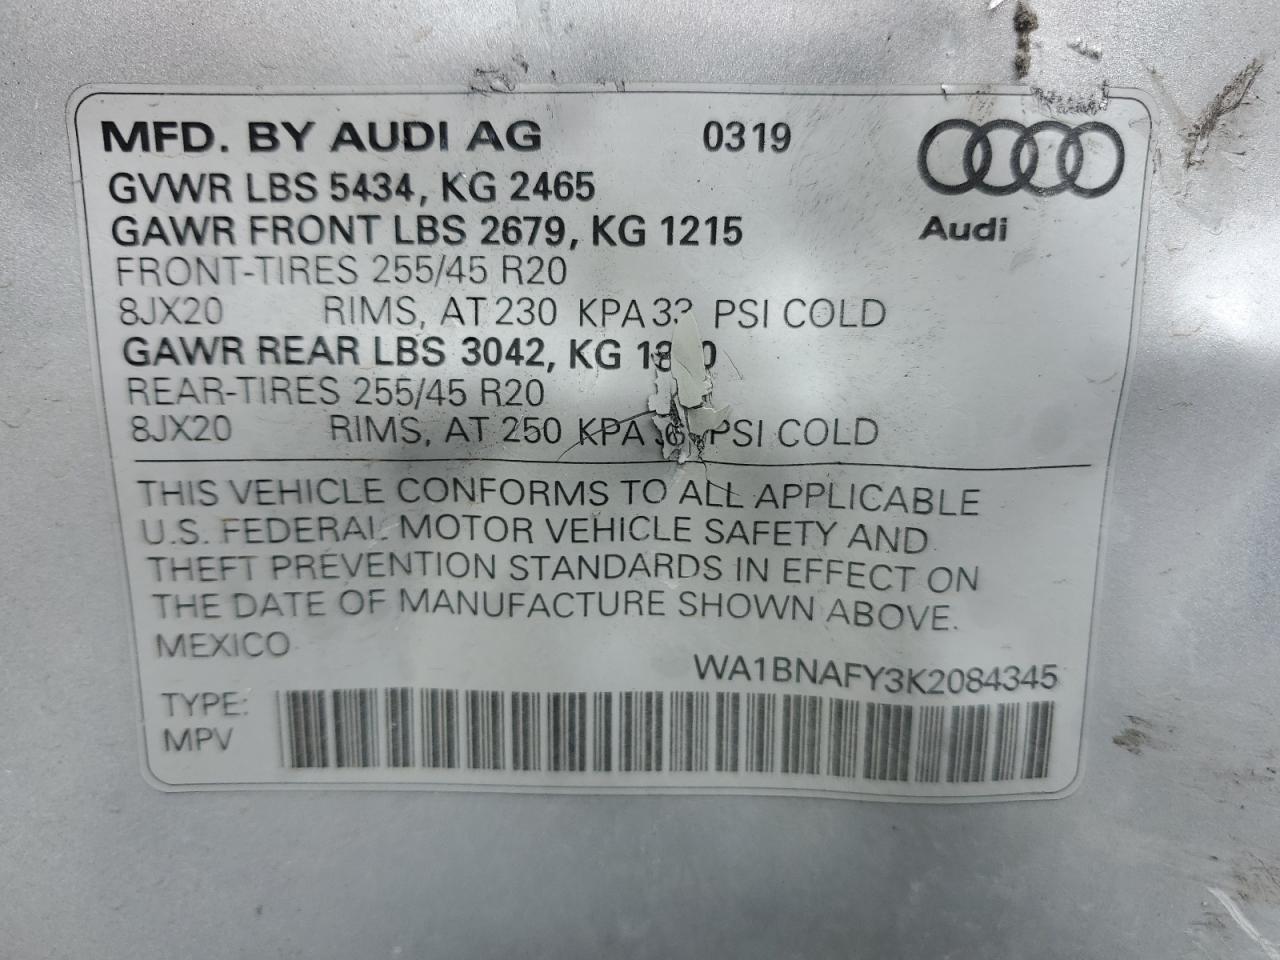 MFD. BY AUDI AG 0319
GVWR LBS 5434, KG 2465
Audi
GAWR FRONT LBS 2679, KG 1215
FRONT-TIRES 255/45 R20
8JX20 RIMS, AT 230 KPA 33 PSI COLD
GAWR REAR LBS 3042, KG
REAR-TIRES 255/45 R20
8JX20 RIMS, AT 250 KPA PSI COLD
THIS VEHICLE CONFORMS TO ALL APPLICABLE
U.S. FEDERAL MOTOR VEHICLE SAFETY AND
THEFT PREVENTION STANDARDS IN EFFECT ON
THE DATE OF MANUFACTURE SHOWN ABOVE.
MEXICO
WA1BNAFY3K2084345
TYPE:
MPV